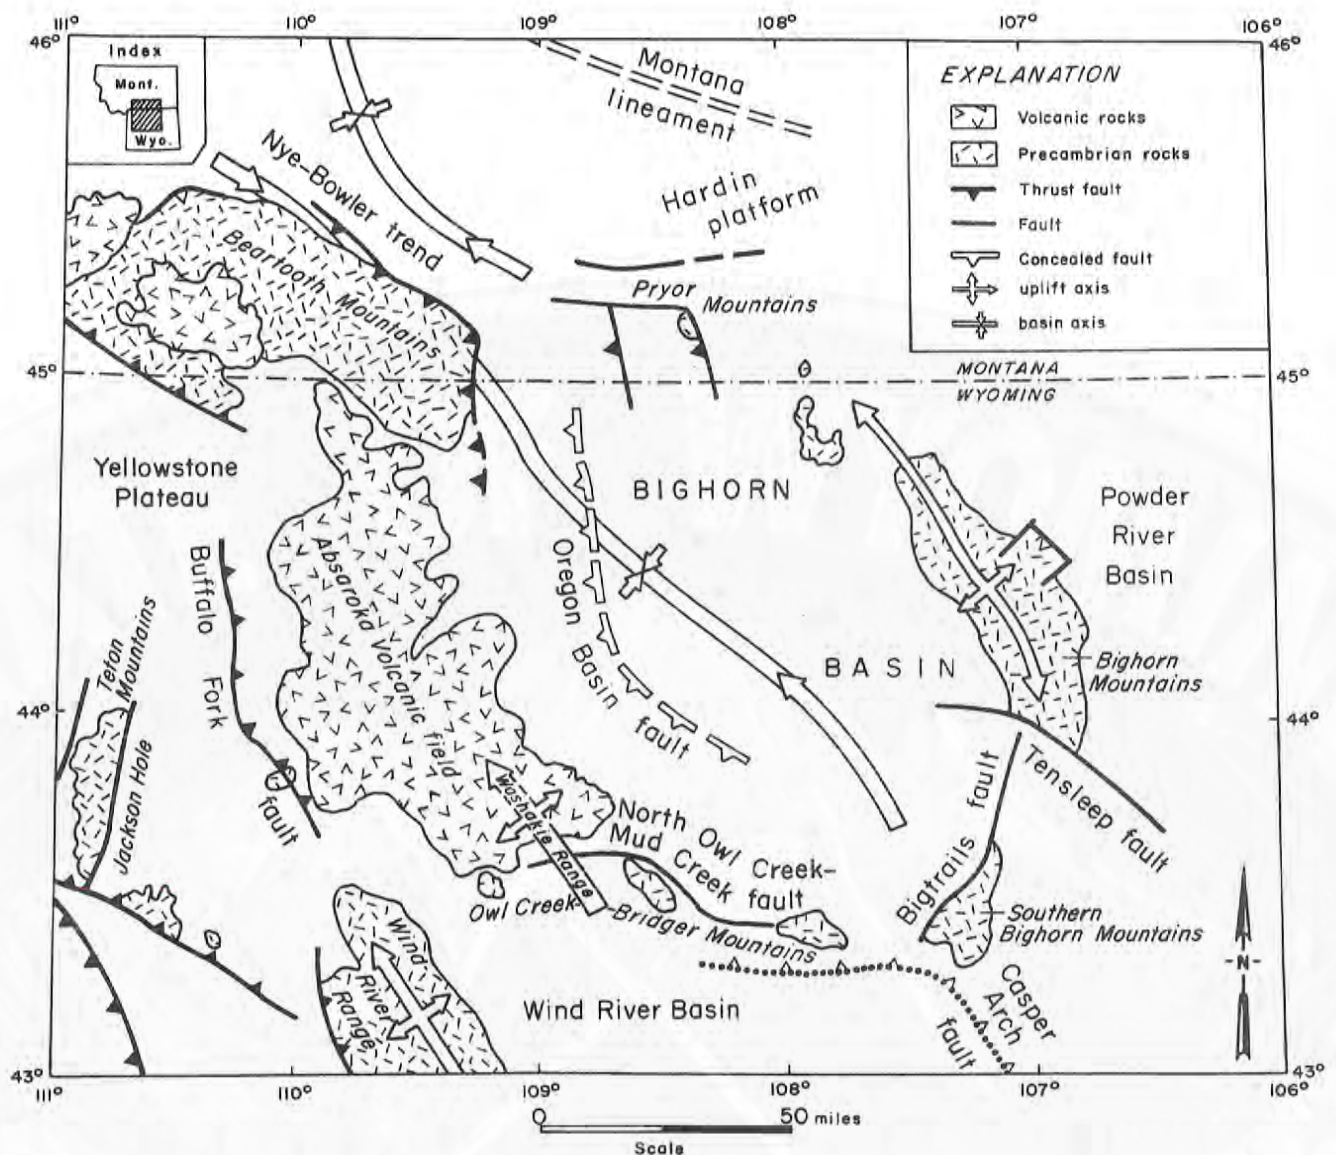 111°
110°
109°
108°
107°
106°
46°
46°
Index
Mont.
Wyo.
Montana
lineament
EXPLANATION
Volcanic rocks
Precambrian rocks
Thrust fault
Fault
Concealed fault
uplift axis
basin axis
Nye-Bowler trend
Hardin
platform
Beartooth Mountains
Pryor
Mountains
45°
45°
MONTANA
WYOMING
Yellowstone
Plateau
BIGHORN
Powder
River
Basin
Buffalo
Fork
fault
Absaroka Volcanic field
Oregon Basin fault
BASIN
Bighorn
Mountains
Teton
Mountains
44°
44°
Jackson Hole
Washakie Range
North Owl Creek-
Mud Creek fault
Bigtrails fault
Tensleep fault
Owl Creek-
Bridger Mountains
Southern
Bighorn Mountains
Wind
River
Range
Wind River Basin
Casper
Arch
fault
N
43°
43°
111°
110°
109°
108°
107°
106°
0
50 miles
Scale